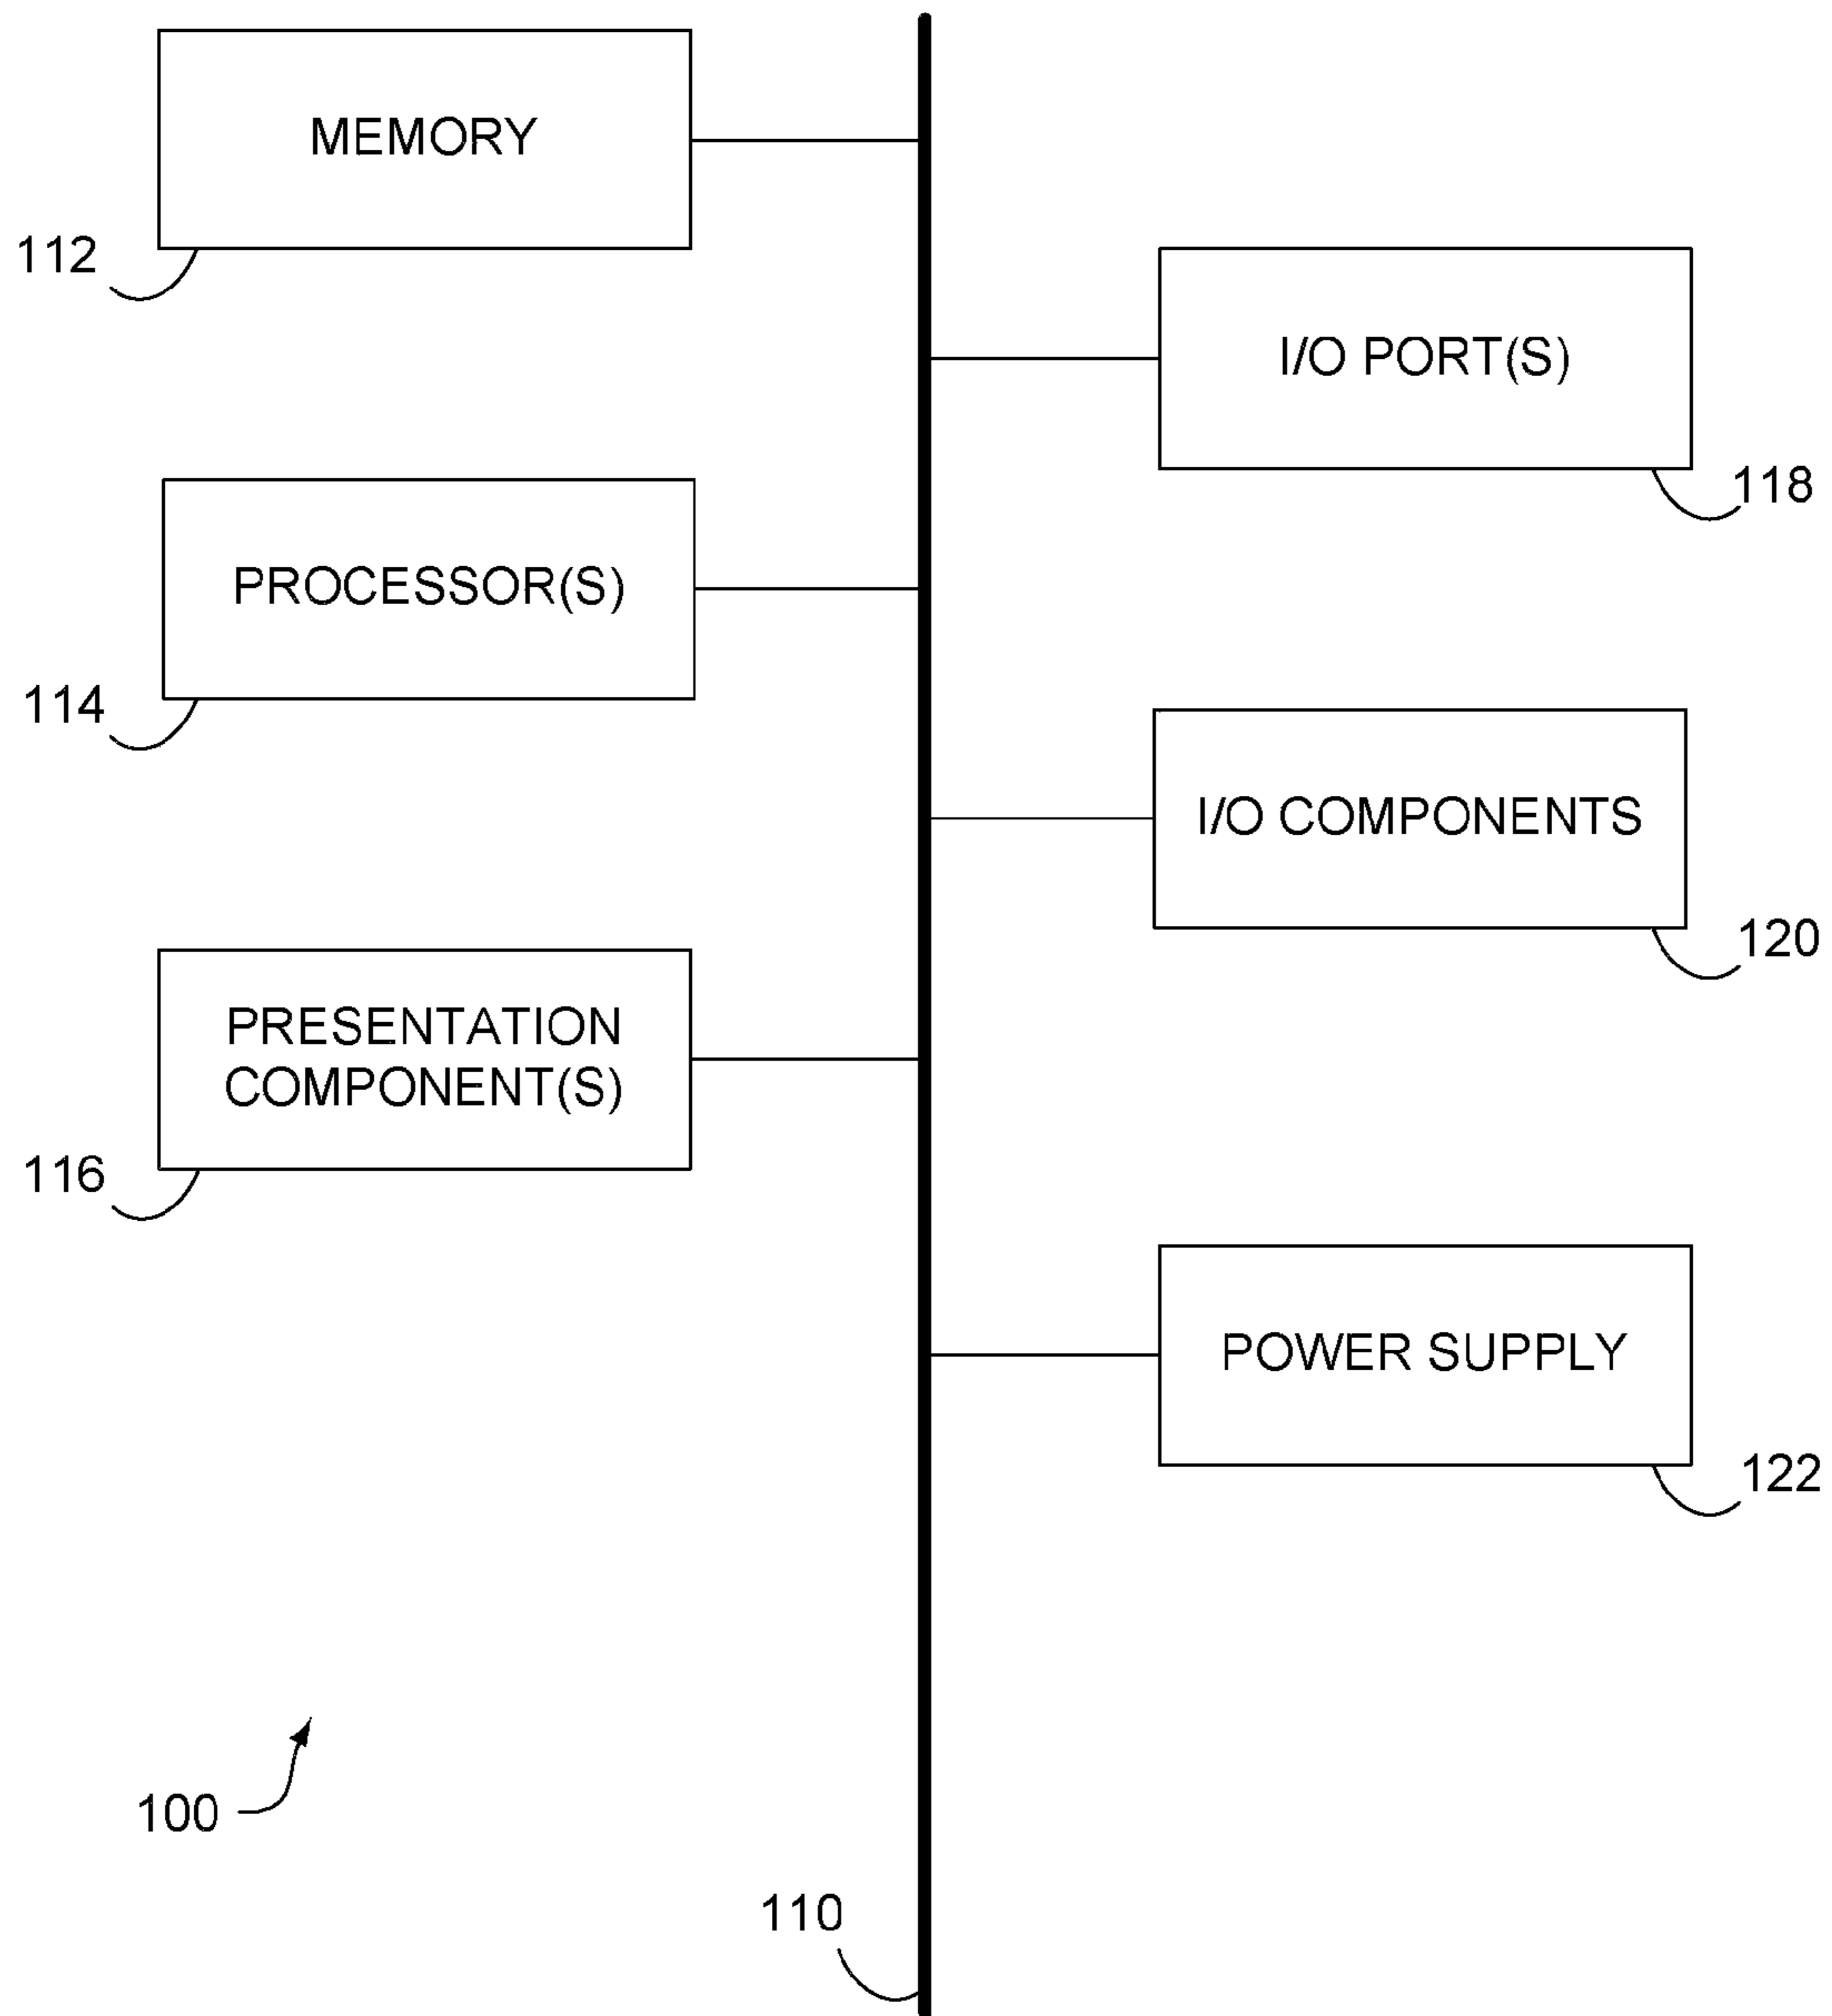 MEMORY
112
I/O PORT(S)
118
PROCESSOR(S)
114
I/O COMPONENTS
120
PRESENTATION
COMPONENT(S)
116
POWER SUPPLY
122
100
110